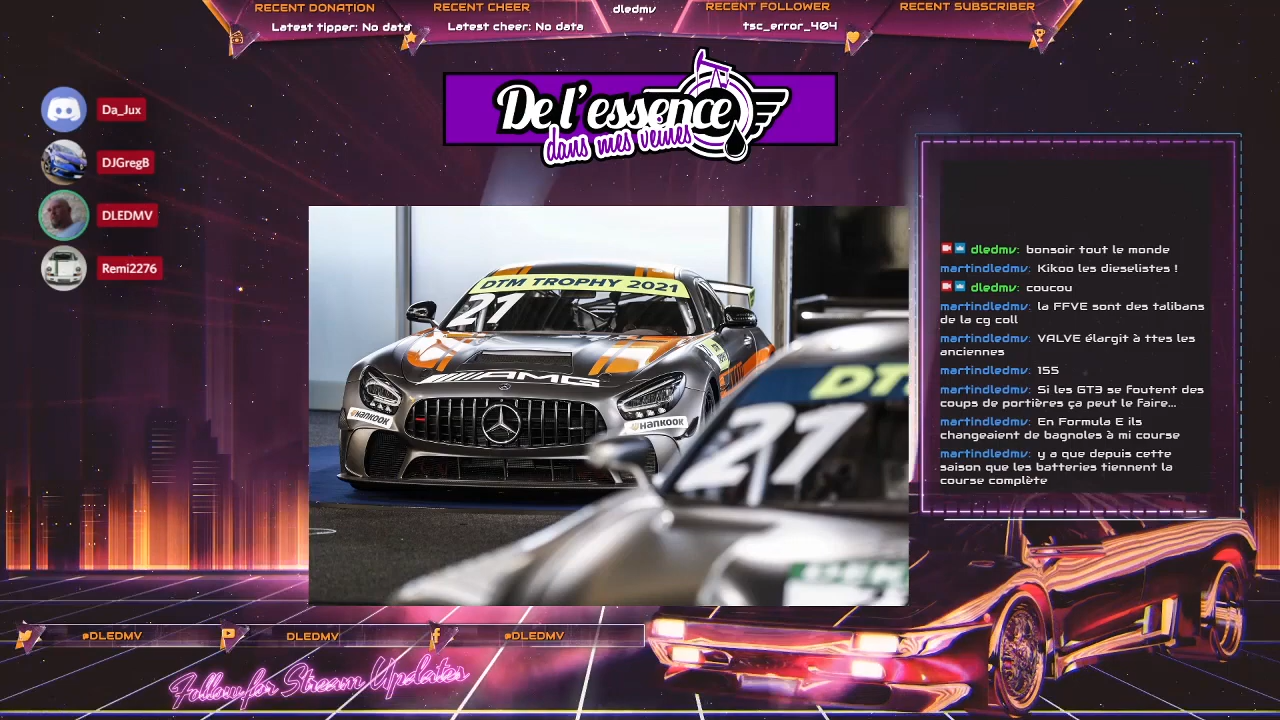 RECENT DONATION
RECENT CHEER
dledmv
RECENT FOLLOWER
RECENT SUBSCRIBER
Latest tipper: No data
Latest cheer: No data
tsc_error_404
De l'essence
dans mes veines
Da_Jux
DJGregB
DLEDMV
Remi2276
DTM TROPHY 2021
21
AMG
HANKOOK
HANKOOK
DT
21
dledmv: bonsoir tout le monde
martindledmv: Kikoo les dieselistes !
dledmv: coucou
martindledmv: la FFVE sont des talibans
de la cg coll
martindledmv: VALVE élargit à ttes les
anciennes
martindledmv: 155
martindledmv: Si les GT3 se foutent des
coups de portières ça peut le faire...
martindledmv: En Formula E ils
changeaient de bagnoles à mi course
martindledmv: y a que depuis cette
saison que les batteries tiennent la
course complète
@DLEDMV
DLEDMV
@DLEDMV
Follow for Stream Updates